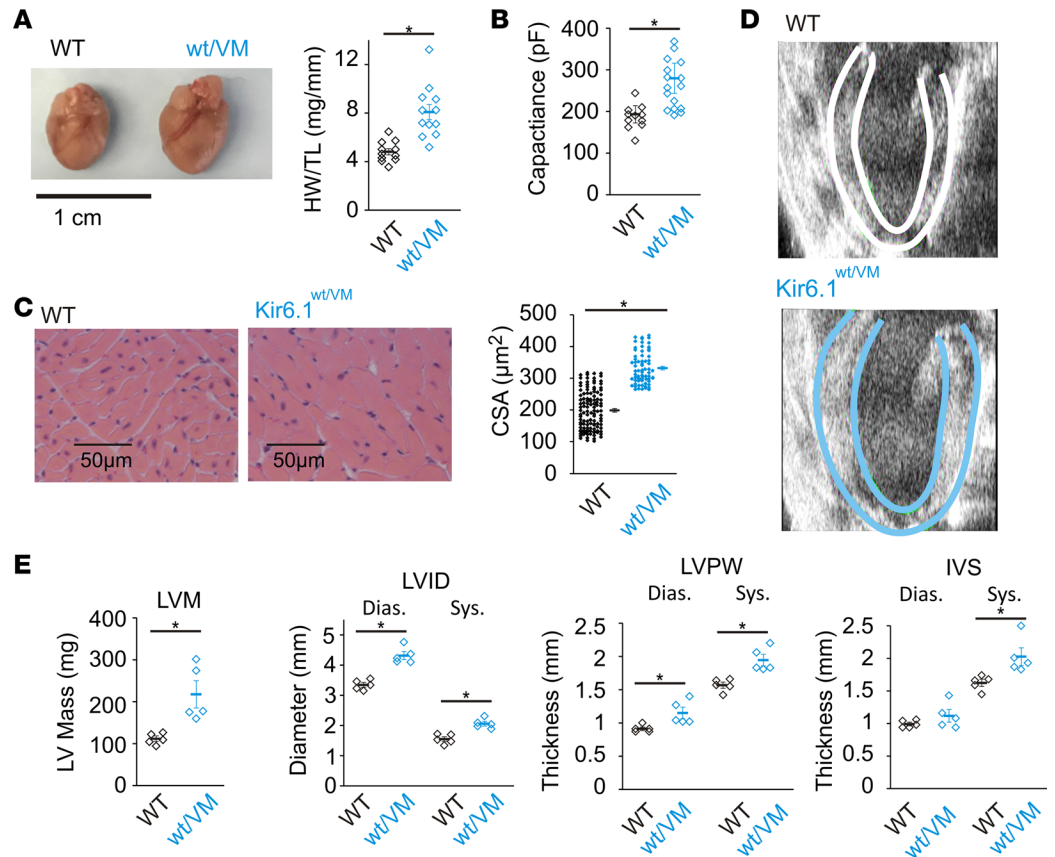 A
WT
wt/VM
1 cm
HW/TL (mg/mm)
12
8
4
0
*
WT
wt/VM
B
Capactiance (pF)
400
300
200
100
0
*
WT
wt/VM
C
WT
50µm
Kir6.1wt/VM
50µm
CSA (µm2)
500
400
300
200
100
0
*
WT
wt/VM
D
WT
Kir6.1wt/VM
E
LVM
LV Mass (mg)
400
300
200
100
0
*
WT
wt/VM
LVID
Dias.
Sys.
Diameter (mm)
5
4
3
2
1
0
*
*
WT
wt/VM
WT
wt/VM
LVPW
Dias.
Sys.
Thickness (mm)
2.5
2
1.5
1
0.5
0
*
*
WT
wt/VM
WT
wt/VM
IVS
Dias.
Sys.
Thickness (mm)
2.5
2
1.5
1
0.5
0
*
WT
wt/VM
WT
wt/VM